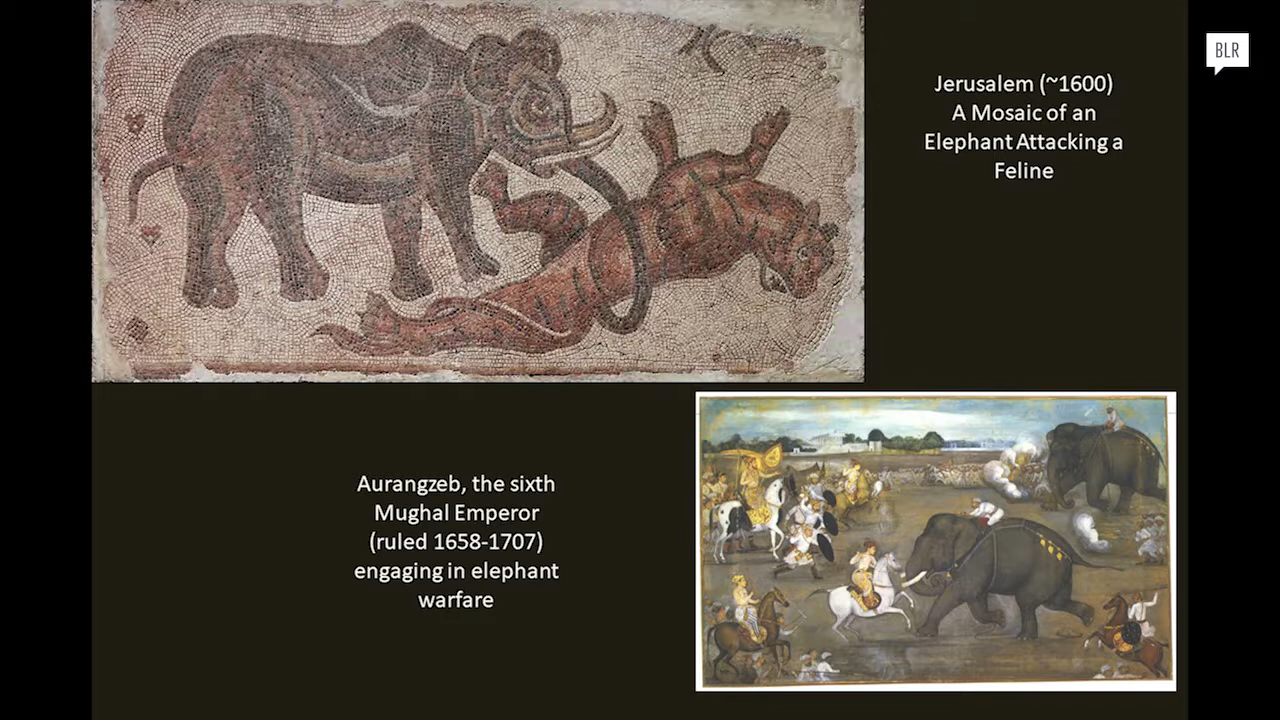 BLR
Jerusalem (~1600)
A Mosaic of an
Elephant Attacking a
Feline
Aurangzeb, the sixth
Mughal Emperor
(ruled 1658-1707)
engaging in elephant
warfare